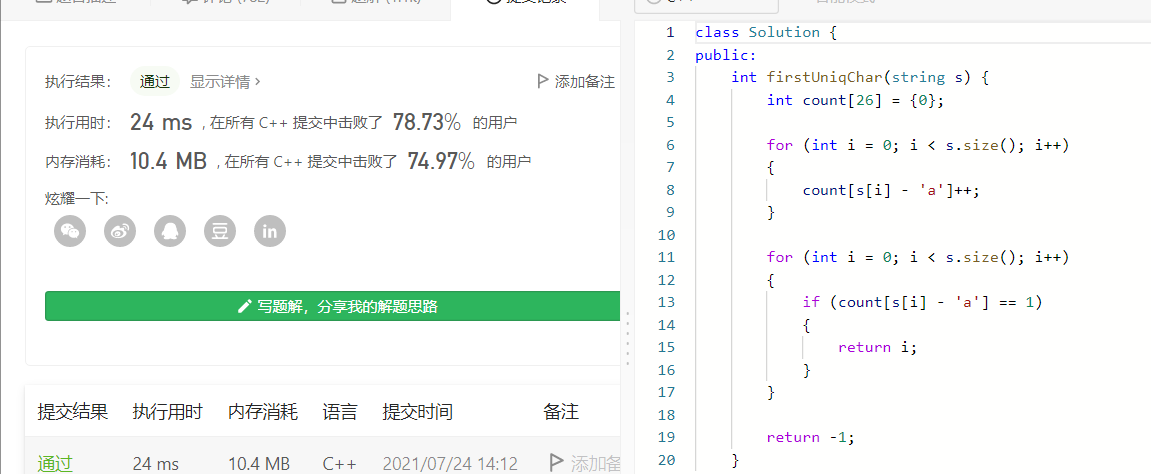 提交记录
执行结果： 通过 显示详情 ›
添加备注
执行用时： 24 ms , 在所有 C++ 提交中击败了 78.73% 的用户
内存消耗： 10.4 MB , 在所有 C++ 提交中击败了 74.97% 的用户
炫耀一下:
豆
in
写题解，分享我的解题思路
提交结果 执行用时 内存消耗 语言 提交时间 备注
通过 24 ms 10.4 MB C++ 2021/07/24 14:12 添加备
1 class Solution {
2 public:
3 int firstUniqChar(string s) {
4 int count[26] = {0};
5
6 for (int i = 0; i < s.size(); i++)
7 {
8 count[s[i] - 'a']++;
9 }
10
11 for (int i = 0; i < s.size(); i++)
12 {
13 if (count[s[i] - 'a'] == 1)
14 {
15 return i;
16 }
17 }
18
19 return -1;
20 }